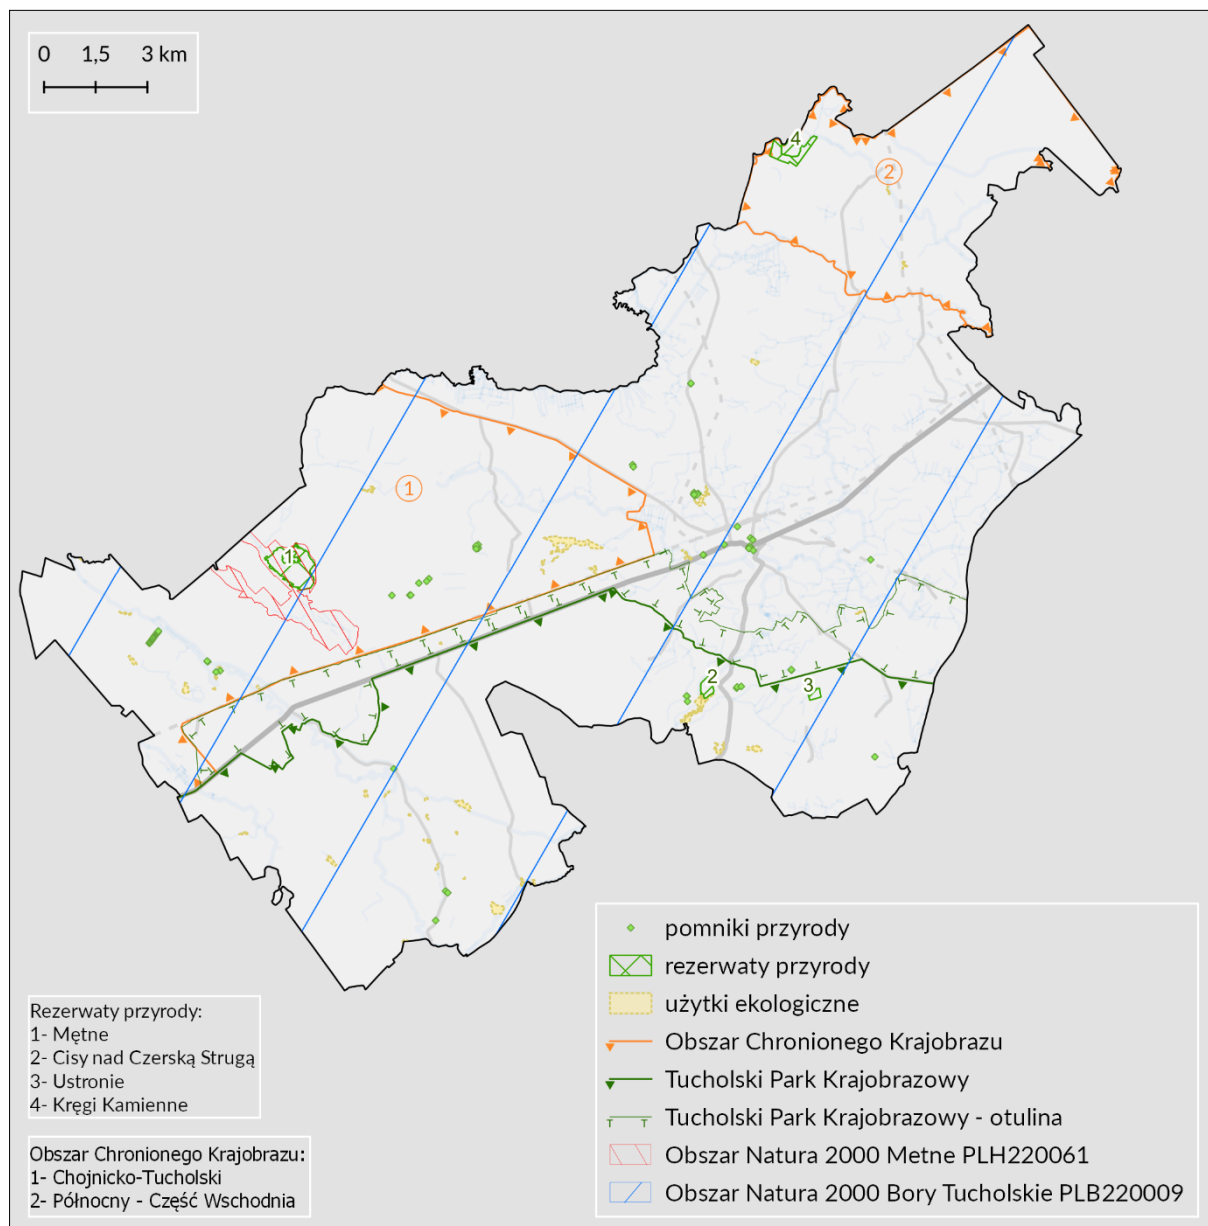 0 1,5 3 km
4
2
1
1
2
3
pomniki przyrody
rezerwaty przyrody
użytki ekologiczne
Obszar Chronionego Krajobrazu
Tucholski Park Krajobrazowy
Tucholski Park Krajobrazowy - otulina
Obszar Natura 2000 Metne PLH220061
Obszar Natura 2000 Bory Tucholskie PLB220009
Rezerwaty przyrody:
1- Mętne
2- Cisy nad Czerską Strugą
3- Ustronie
4- Kręgi Kamienne
Obszar Chronionego Krajobrazu:
1- Chojnicko-Tucholski
2- Północny - Część Wschodnia